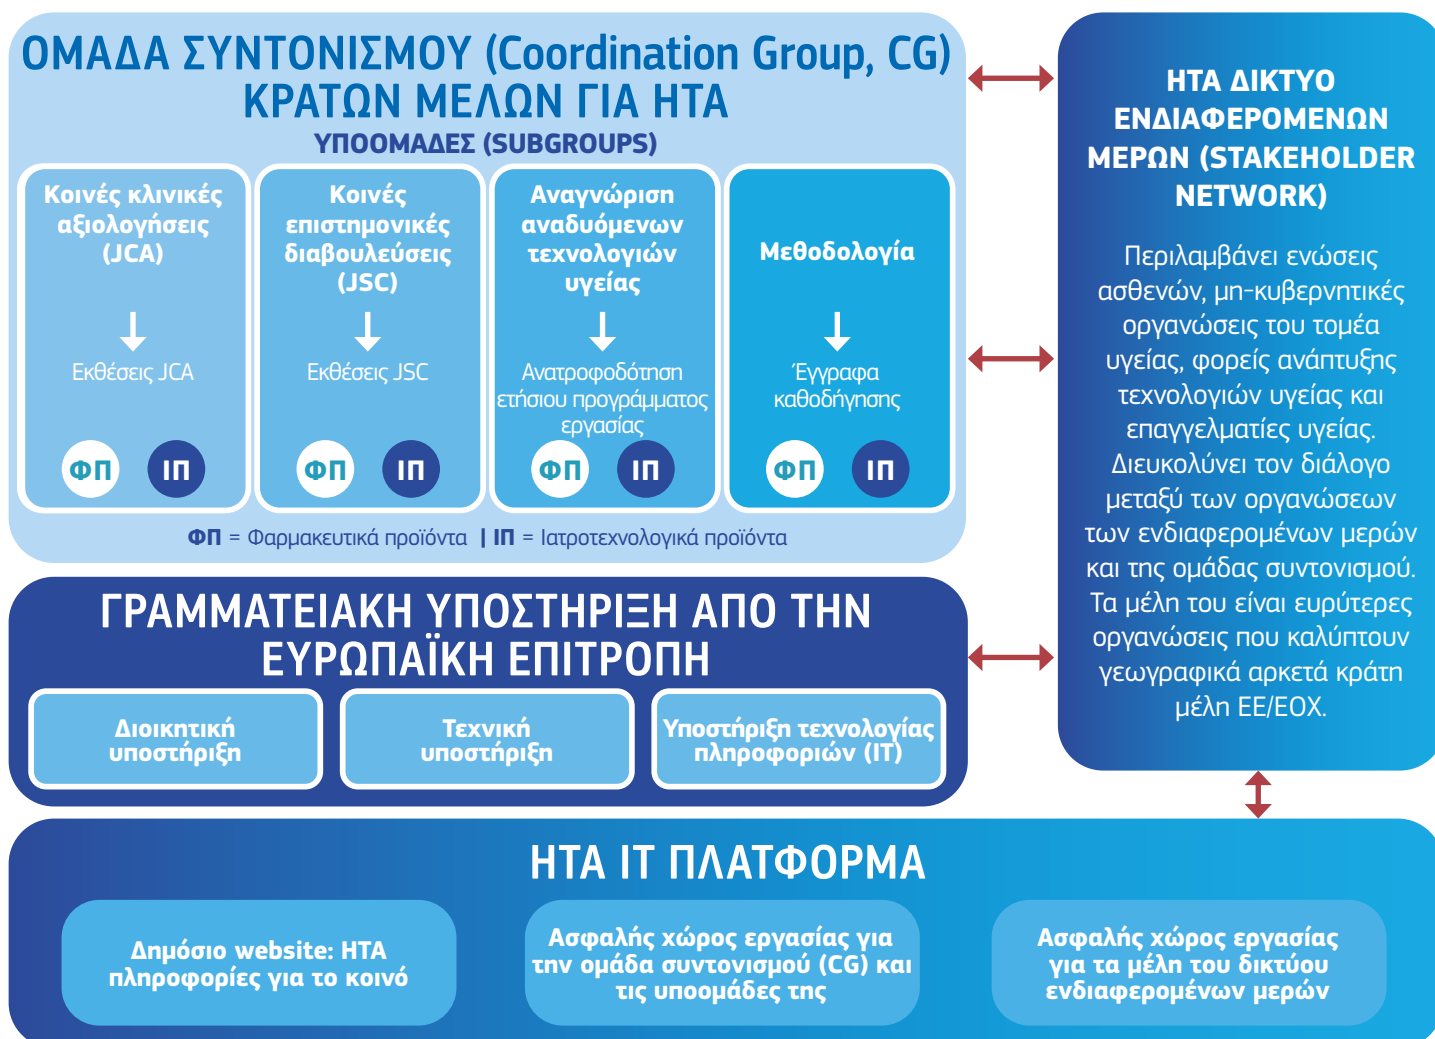 ΟΜΑΔΑ ΣΥΝΤΟΝΙΣΜΟΥ (Coordination Group, CG)
ΚΡΑΤΩΝ ΜΕΛΩΝ ΓΙΑ HTA
ΥΠΟΟΜΑΔΕΣ (SUBGROUPS)
Κοινές κλινικές
αξιολογήσεις
(JCA)
Εκθέσεις JCA
ΦΠ ΙΠ
Κοινές
επιστημονικές
διαβουλεύσεις
(JSC)
Εκθέσεις JSC
ΦΠ ΙΠ
Αναγνώριση
αναδυόμενων
τεχνολογιών
υγείας
Ανατροφοδότηση
ετήσιου προγράμματος
εργασίας
ΦΠ ΙΠ
Μεθοδολογία
Έγγραφα
καθοδήγησης
ΦΠ ΙΠ
ΦΠ = Φαρμακευτικά προϊόντα | ΙΠ = Ιατροτεχνολογικά προϊόντα
HTA ΔΙΚΤΥΟ
ΕΝΔΙΑΦΕΡΟΜΕΝΩΝ
ΜΕΡΩΝ (STAKEHOLDER
NETWORK)
Περιλαμβάνει ενώσεις
ασθενών, μη-κυβερνητικές
οργανώσεις του τομέα
υγείας, φορείς ανάπτυξης
τεχνολογιών υγείας και
επαγγελματίες υγείας.
Διευκολύνει τον διάλογο
μεταξύ των οργανώσεων
των ενδιαφερομένων μερών
και της ομάδας συντονισμού.
Τα μέλη του είναι ευρύτερες
οργανώσεις που καλύπτουν
γεωγραφικά αρκετά κράτη
μέλη ΕΕ/ΕΟΧ.
ΓΡΑΜΜΑΤΕΙΑΚΗ ΥΠΟΣΤΗΡΙΞΗ ΑΠΟ ΤΗΝ
ΕΥΡΩΠΑΪΚΗ ΕΠΙΤΡΟΠΗ
Διοικητική
υποστήριξη
Τεχνική
υποστήριξη
Υποστήριξη τεχνολογίας
πληροφοριών (IT)
HTA IT ΠΛΑΤΦΟΡΜΑ
Δημόσιο website: HTA
πληροφορίες για το κοινό
Ασφαλής χώρος εργασίας για
την ομάδα συντονισμού (CG) και
τις υποομάδες της
Ασφαλής χώρος εργασίας
για τα μέλη του δικτύου
ενδιαφερομένων μερών